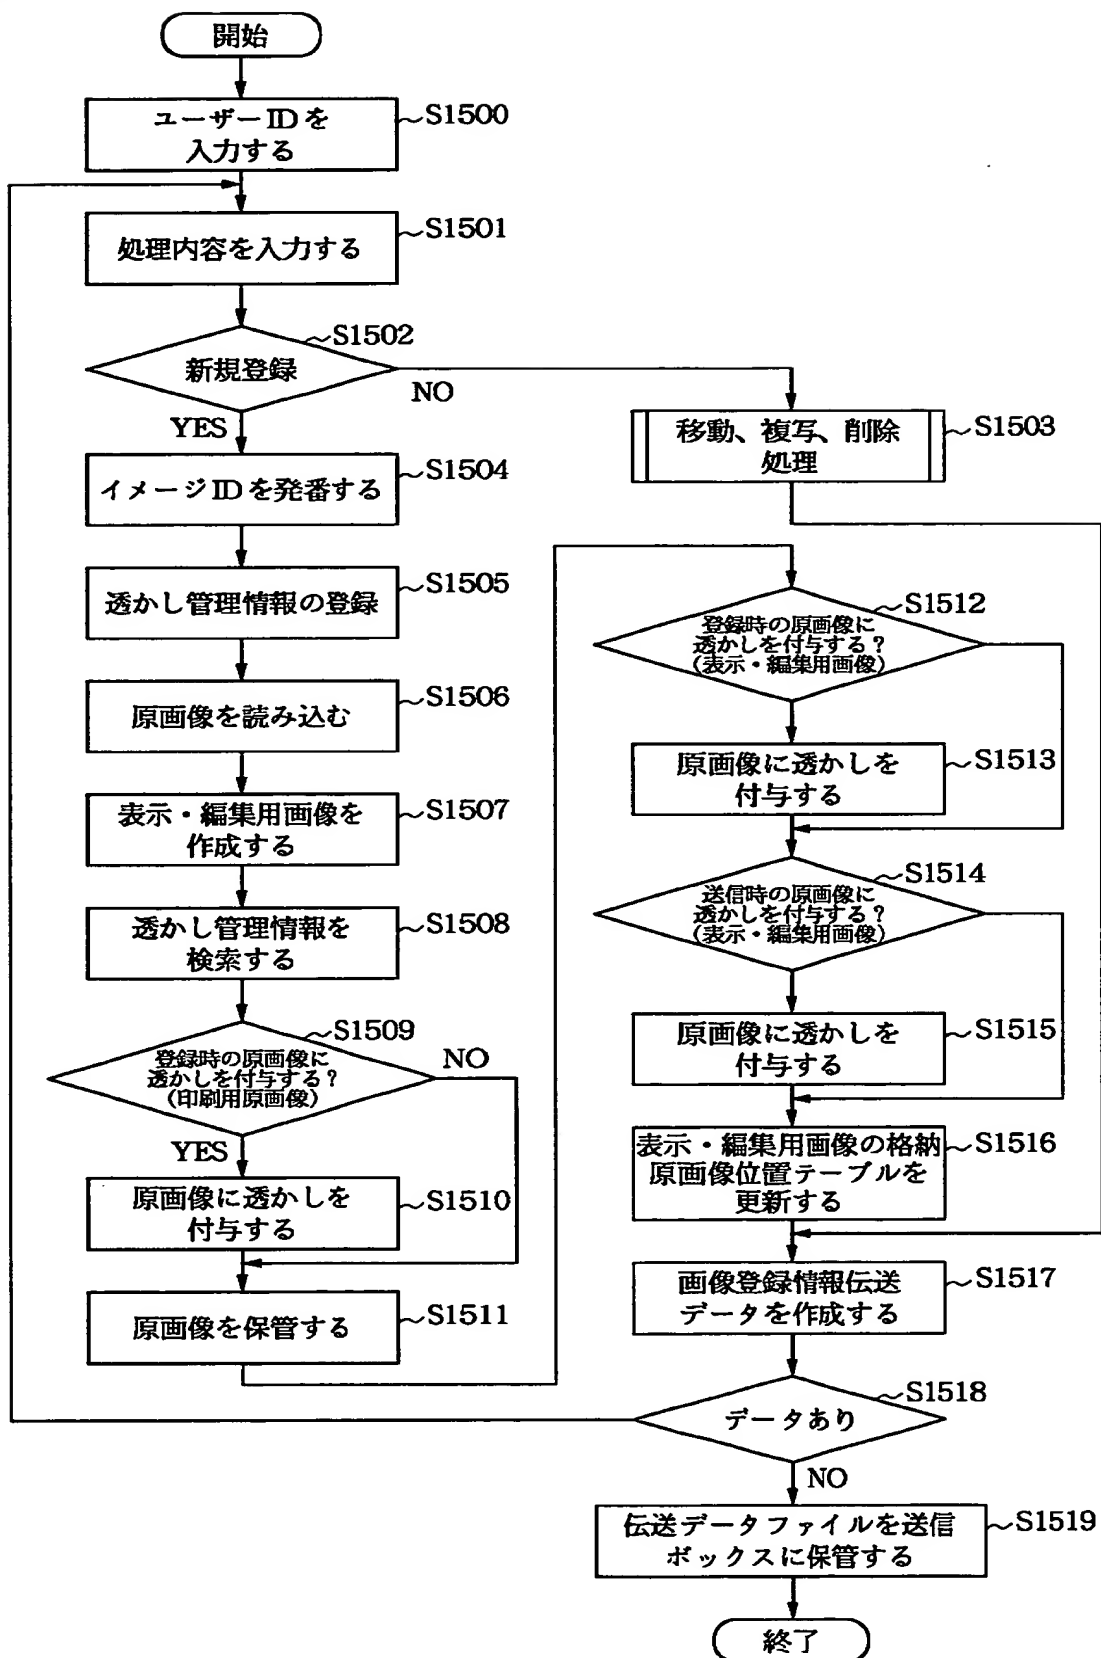 開始
ユーザーIDを
入力する
S1500
処理内容を入力する
S1501
新規登録
S1502
YES
NO
移動、複写、削除
処理
S1503
イメージIDを発番する
S1504
透かし管理情報の登録
S1505
原画像を読み込む
S1506
表示・編集用画像を
作成する
S1507
透かし管理情報を
検索する
S1508
登録時の原画像に
透かしを付与する?
(印刷用原画像)
S1509
NO
YES
原画像に透かしを
付与する
S1510
原画像を保管する
S1511
登録時の原画像に
透かしを付与する?
(表示・編集用画像)
S1512
原画像に透かしを
付与する
S1513
送信時の原画像に
透かしを付与する?
(表示・編集用画像)
S1514
原画像に透かしを
付与する
S1515
表示・編集用画像の格納
原画像位置テーブルを
更新する
S1516
画像登録情報伝送
データを作成する
S1517
データあり
S1518
NO
伝送データファイルを送信
ボックスに保管する
S1519
終了